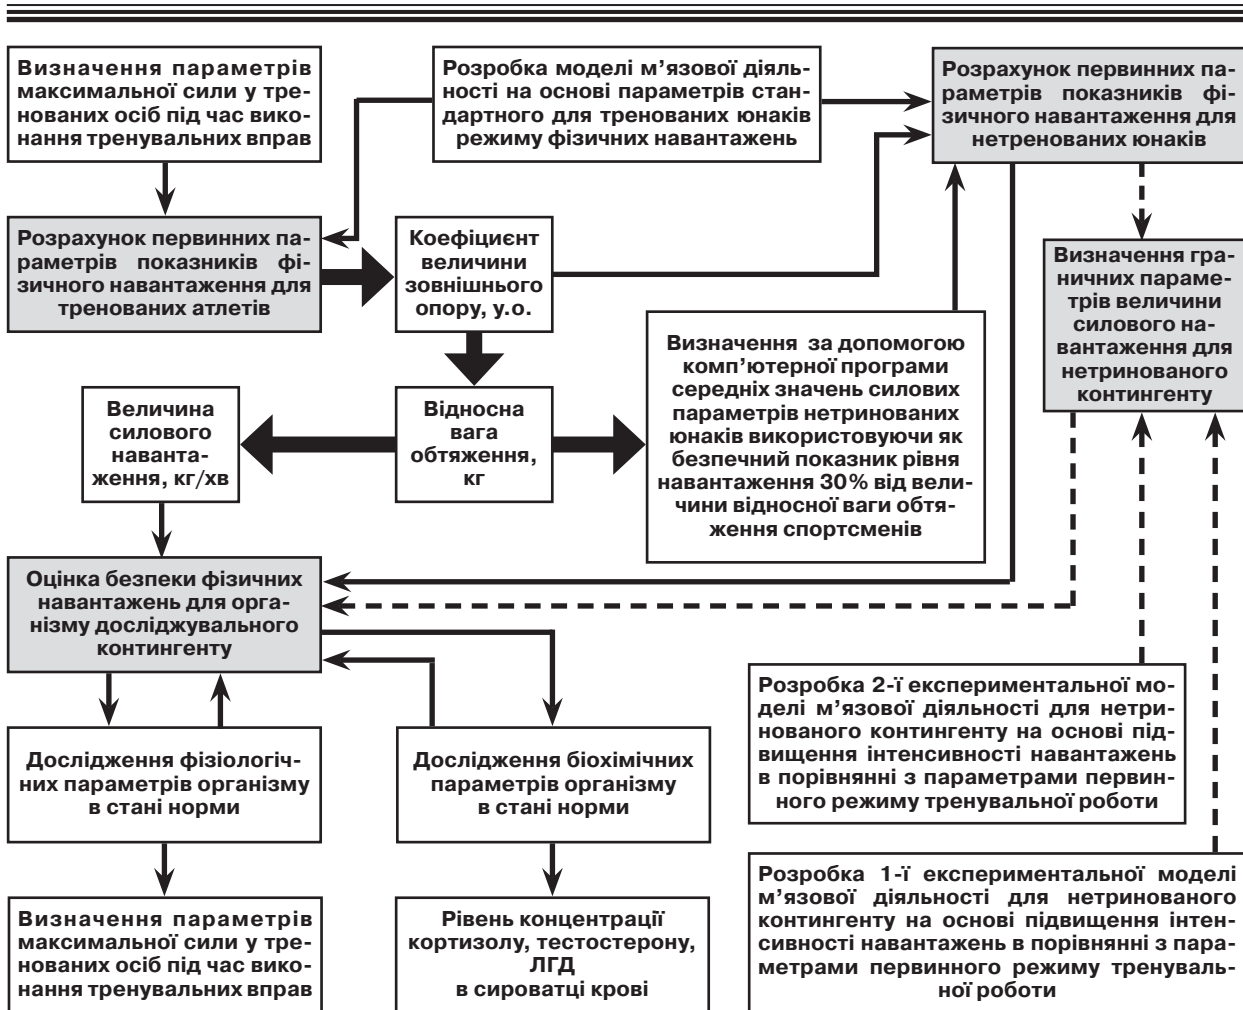 Визначення параметрів
максимальної сили у тре-
нованих осіб під час вико-
нання тренувальних вправ
Розробка моделі м’язової діяль-
ності на основі параметрів стан-
дартного для тренованих юнаків
режиму фізичних навантажень
Розрахунок первинних па-
раметрів показників фі-
зичного навантаження для
нетренованих юнаків
Розрахунок первинних па-
раметрів показників фі-
зичного навантаження для
тренованих атлетів
Коефіциєнт
величини
зовнішнього
опору, у.о.
Визначення гра-
ничних параме-
трів величини
силового на-
вантаження для
нетринованого
контингенту
Визначення за допомогою
комп’ютерної програми
середніх значень силових
параметрів нетринованих
юнаків використовуючи як
безпечний показник рівня
навантаження 30% від вели-
чини відносної ваги обтя-
ження спортсменів
Величина
силового
наванта-
ження, кг/хв
Відносна
вага
обтяження,
кг
Оцінка безпеки фізичних
навантажень для орга-
нізму досліджувального
контингенту
Розробка 2-ї експериментальної мо-
делі м’язової діяльності для нетри-
нованого контингенту на основі під-
вищення інтенсивності навантажень
в порівнянні з параметрами первин-
ного режиму тренувальної роботи
Дослідження фізіологіч-
них параметрів організму
в стані норми
Дослідження біохімічних
параметрів організму
в стані норми
Розробка 1-ї експериментальної моделі
м’язової діяльності для нетринованого
контингенту на основі підвищення інтен-
сивності навантажень в порівнянні з пара-
метрами первинного режиму тренуваль-
ної роботи
Визначення параметрів
максимальної сили у тре-
нованих осіб під час вико-
нання тренувальних вправ
Рівень концентрації
кортизолу, тестостерону,
ЛГД
в сироватці крові